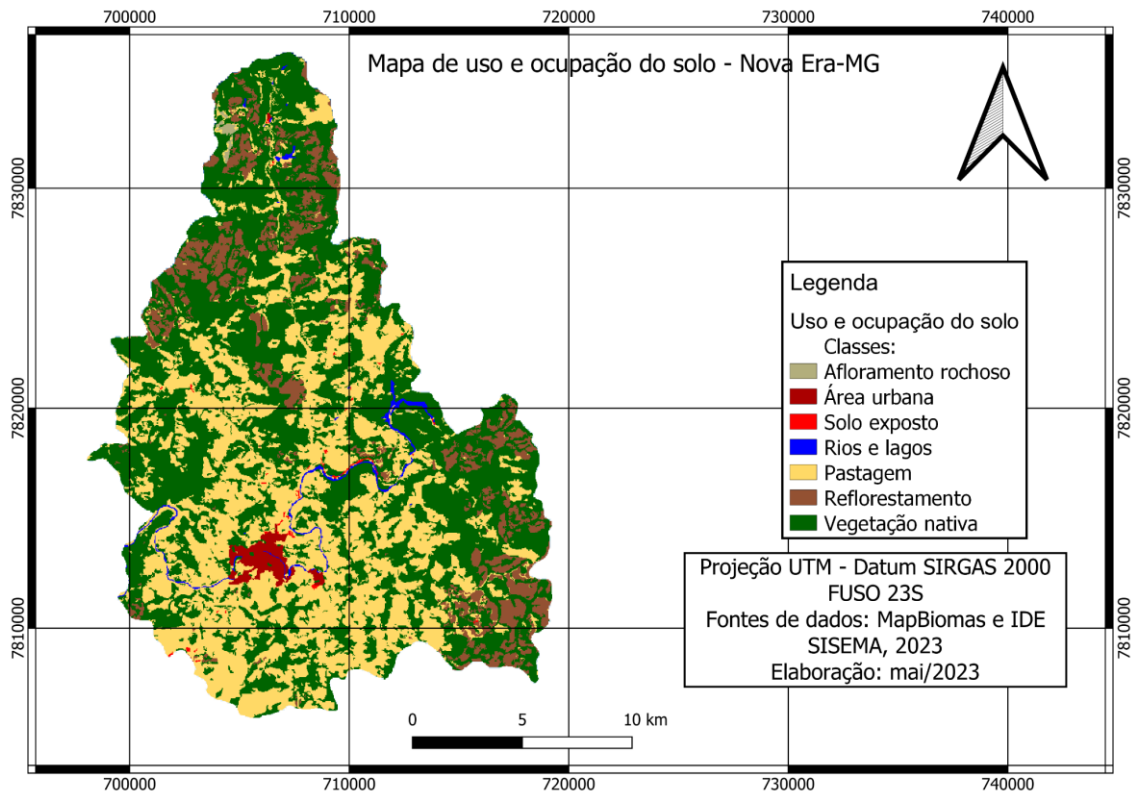 700000 710000 720000 730000 740000
Mapa de uso e ocupação do solo - Nova Era-MG
7830000 7830000
Legenda
Uso e ocupação do solo
Classes:
Afloramento rochoso
Área urbana
Solo exposto
Rios e lagos
Pastagem
Reflorestamento
Vegetação nativa
7820000 7820000
Projeção UTM - Datum SIRGAS 2000
FUSO 23S
Fontes de dados: MapBiomas e IDE
SISEMA, 2023
Elaboração: mai/2023
7810000 7810000
0 5 10 km
700000 710000 720000 730000 740000